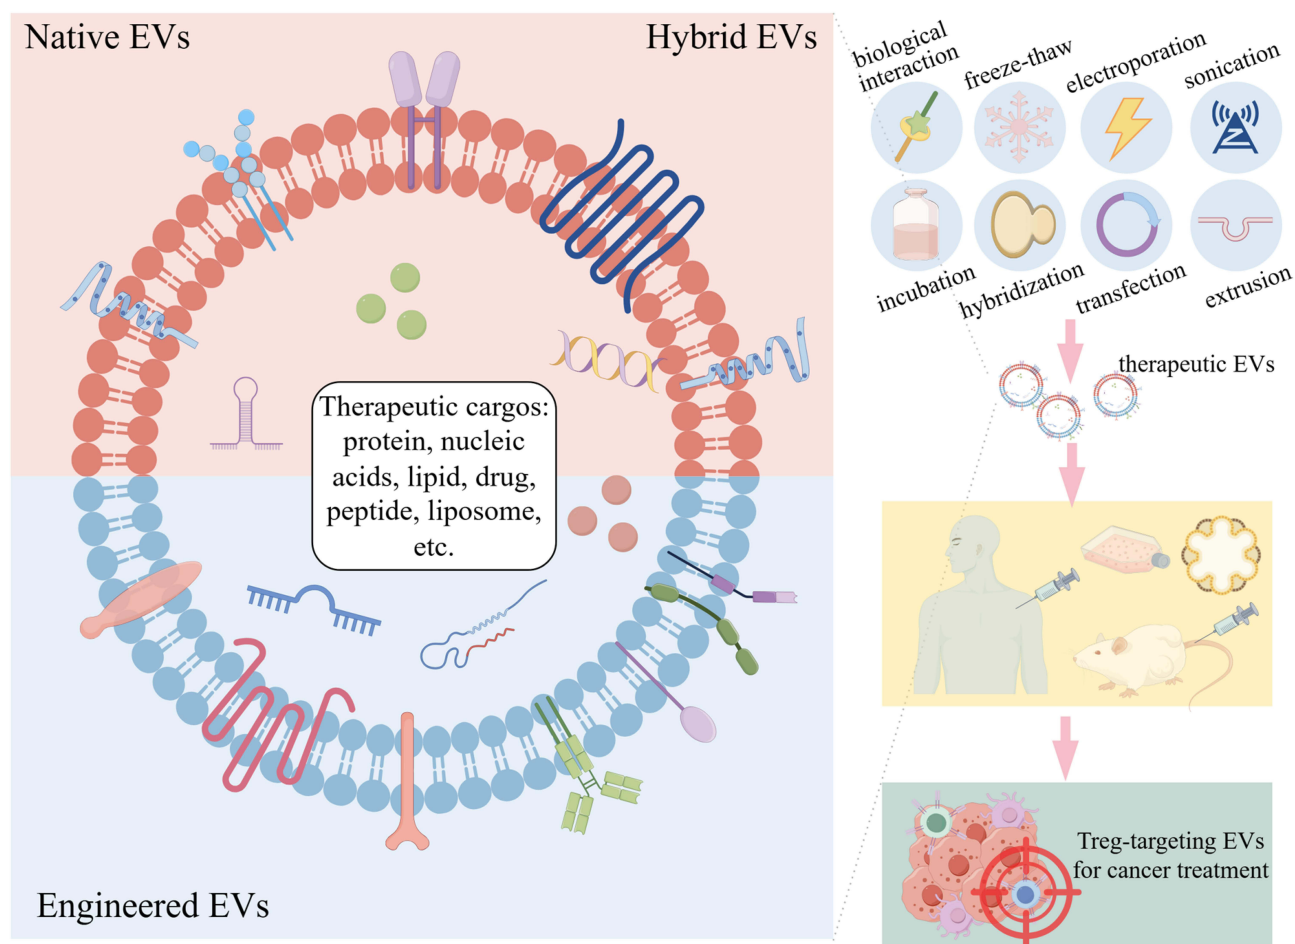 Native EVs
Hybrid EVs
Therapeutic cargos:
protein, nucleic
acids, lipid, drug,
peptide, liposome,
etc.
Engineered EVs
biological
interaction
freeze-thaw
electroporation
sonication
incubation
hybridization
transfection
extrusion
therapeutic EVs
Treg-targeting EVs
for cancer treatment